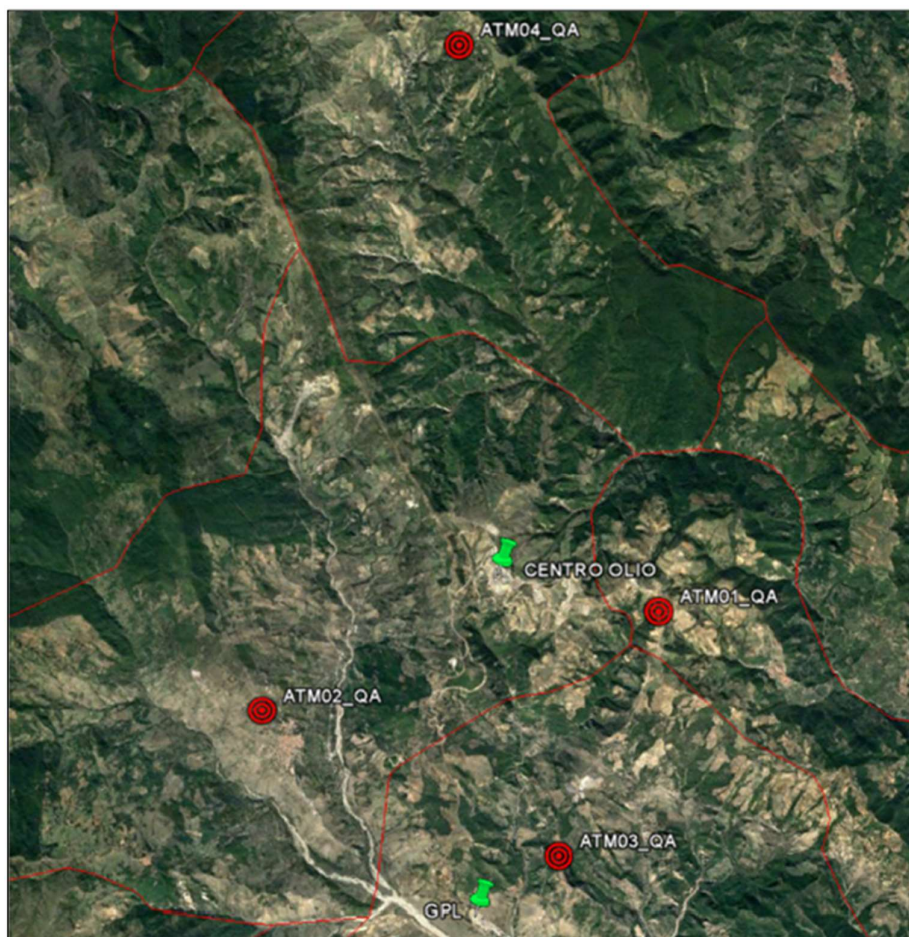 ATM04_QA
CENTRO OLIO
ATM01_QA
ATM02_QA
ATM03_QA
GPL